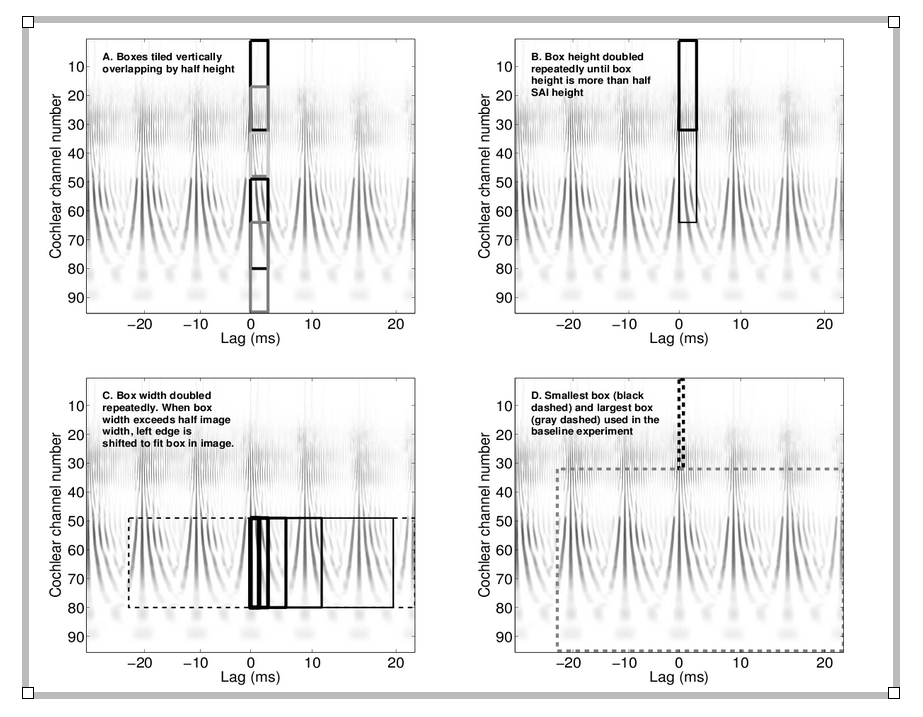 A. Boxes tiled vertically
overlapping by half height
10
20
30
40
50
60
70
80
90
Cochlear channel number
−20
−10
0
10
20
Lag (ms)
B. Box height doubled
repeatedly until box
height is more than half
SAI height
10
20
30
40
50
60
70
80
90
Cochlear channel number
−20
−10
0
10
20
Lag (ms)
C. Box width doubled
repeatedly. When box
width exceeds half image
width, left edge is
shifted to fit box in image.
10
20
30
40
50
60
70
80
90
Cochlear channel number
−20
−10
0
10
20
Lag (ms)
D. Smallest box (black
dashed) and largest box
(gray dashed) used in the
baseline experiment
10
20
30
40
50
60
70
80
90
Cochlear channel number
−20
−10
0
10
20
Lag (ms)